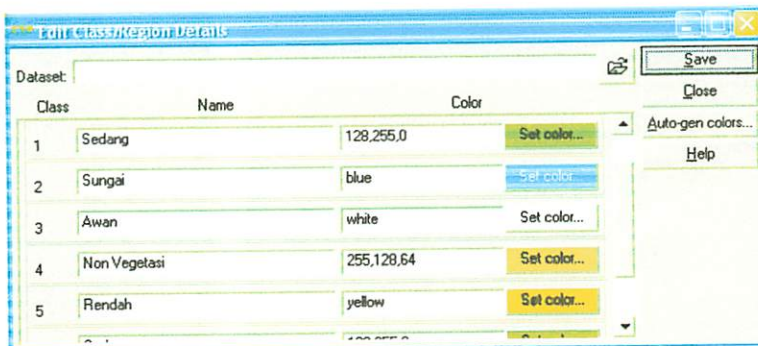 Edit Class/Region Details
Dataset:
Save
Close
Auto-gen colors...
Help
Class Name Color
1 Sedang 128,255,0 Set color...
2 Sungai blue Set color...
3 Awan white Set color...
4 Non Vegetasi 255,128,64 Set color...
5 Rendah yellow Set color...